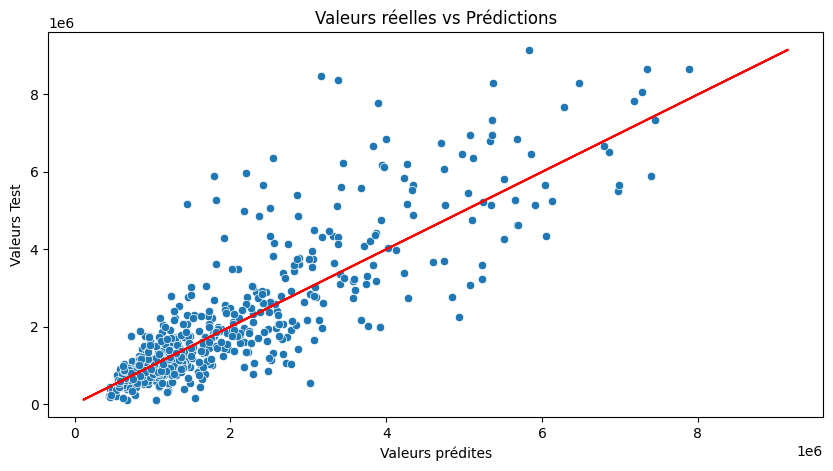 Valeurs réelles vs Prédictions
1e6
8
6
4
2
0
Valeurs Test
0 2 4 6 8
Valeurs prédites
1e6